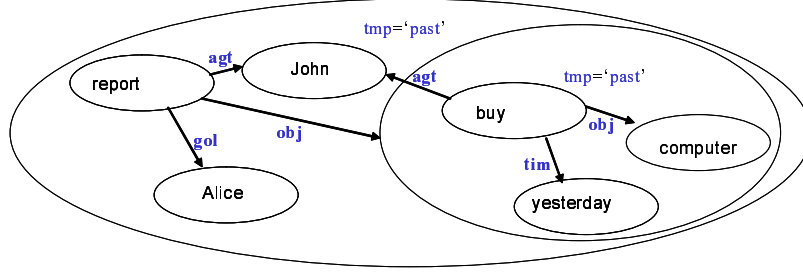 tmp=‘past’
agt
John
report
agt
tmp=‘past’
buy
obj
obj
gol
computer
tim
Alice
yesterday